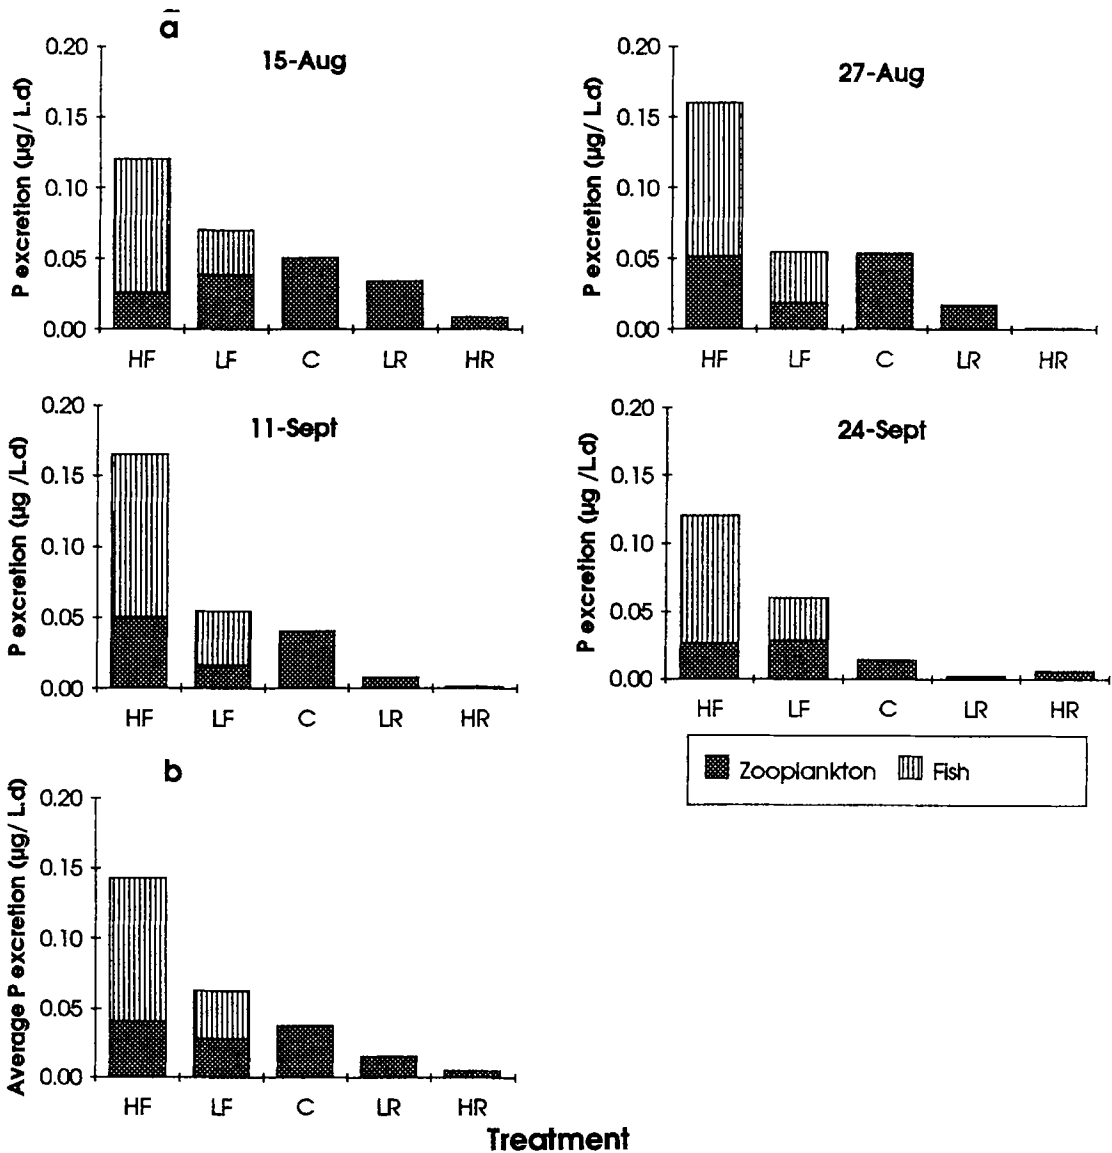 a
15-Aug
P excretion (µg/ L.d)
0.20
0.15
0.10
0.05
0.00
HF LF C LR HR
27-Aug
P excretion (µg/ L.d)
0.20
0.15
0.10
0.05
0.00
HF LF C LR HR
11-Sept
P excretion (µg /L.d)
0.20
0.15
0.10
0.05
0.00
HF LF C LR HR
24-Sept
P excretion (µg /L.d)
0.20
0.15
0.10
0.05
0.00
HF LF C LR HR
Zooplankton Fish
b
Average P excretion (µg/ L.d)
0.20
0.15
0.10
0.05
0.00
HF LF C LR HR
Treatment